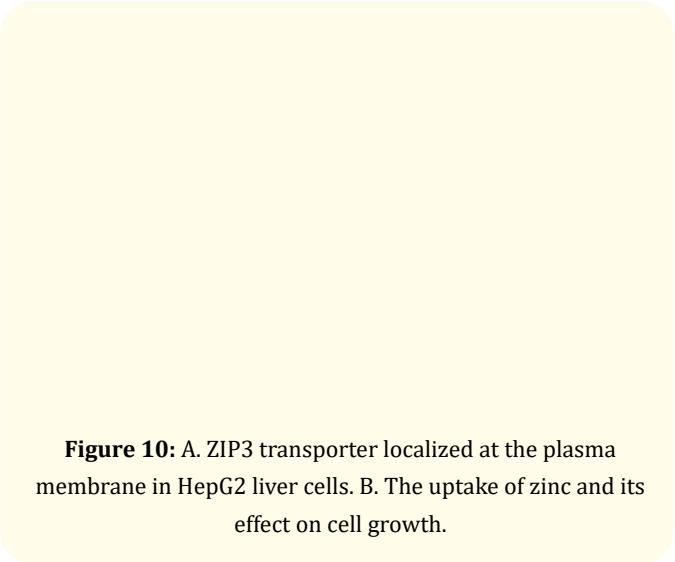 Figure 10: A. ZIP3 transporter localized at the plasma
membrane in HepG2 liver cells. B. The uptake of zinc and its
effect on cell growth.